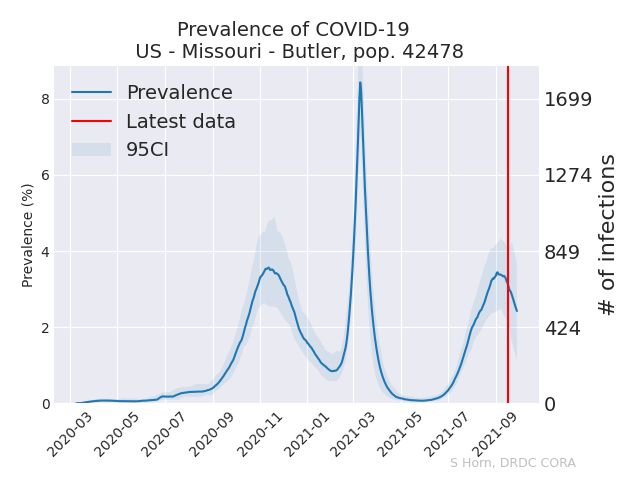 Prevalence of COVID-19
US - Missouri - Butler, pop. 42478
Prevalence
Latest data
95CI
Prevalence (%)
8
6
4
2
0
1699
1274
849
424
0
# of infections
2020-03
2020-05
2020-07
2020-09
2020-11
2021-01
2021-03
2021-05
2021-07
2021-09
S Horn, DRDC CORA